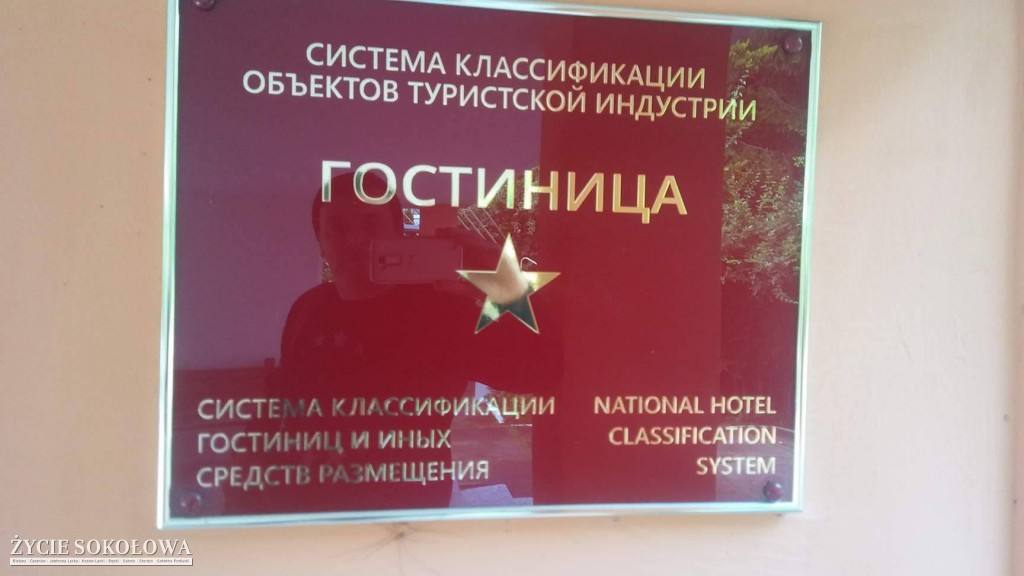 СИСТЕМА КЛАССИФИКАЦИИ
ОБЪЕКТОВ ТУРИСТСКОЙ ИНДУСТРИИ
ГОСТИНИЦА
СИСТЕМА КЛАССИФИКАЦИИ
ГОСТИНИЦ И ИНЫХ
СРЕДСТВ РАЗМЕЩЕНИЯ
NATIONAL HOTEL
CLASSIFICATION
SYSTEM
ŻYCIE SOKOŁOWA